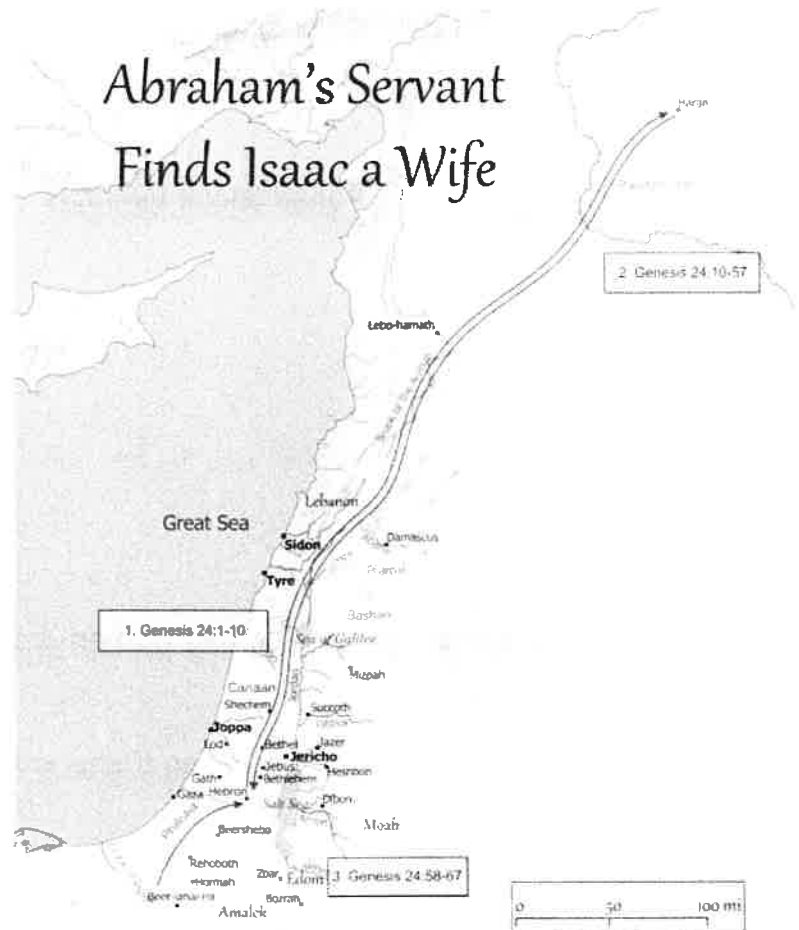 Abraham's Servant
Finds Isaac a Wife
Haran
2 Genesis 24:10-57
Lebo-hamath
Lebanon
Great Sea
Sidon
Damascus
Tyre
Bashan
1. Genesis 24:1-10
Sea of Galilee
Mizpah
Canaan
Shechem
Succoth
Jordan
Joppa
Lod
Bethel
Jazer
Jericho
Jebus
Heshbon
Gath
Bethlehem
Gaza
Hebron
Salt Sea
Dibon
Moab
Beersheba
Rehoboth
Hormah
Zoar
Edom
3 Genesis 24:58-67
Bozrah
Amalek
0 50 100 mi